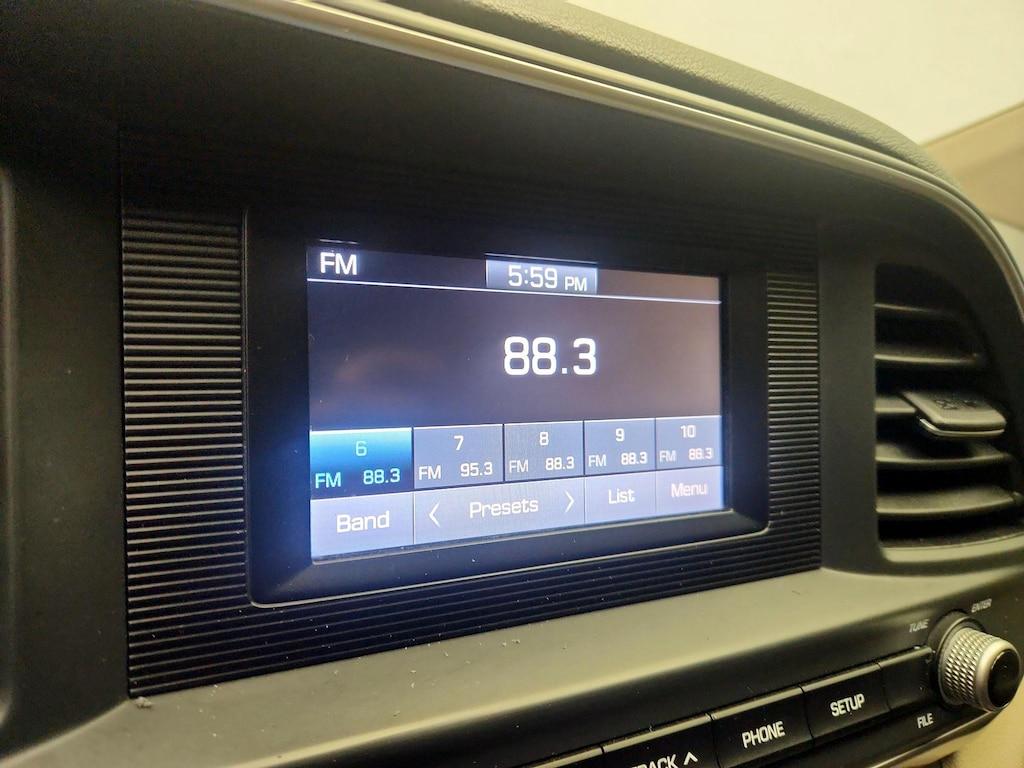 FM
5:59 PM
88.3
6 7 8 9 10
FM 88.3 FM 95.3 FM 88.3 FM 88.3 FM 88.3
Band < Presets > List Menu
ENTER
TUNE
FILE
SETUP
PHONE
TRACK ∧